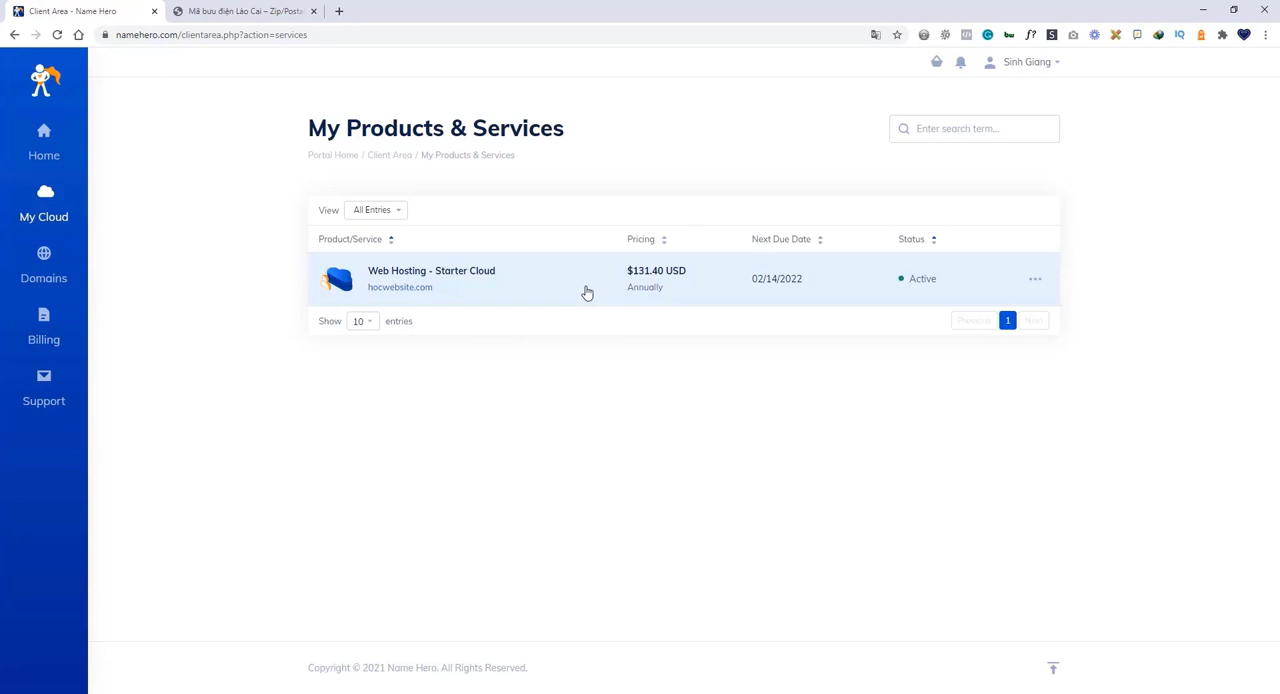 Client Area - Name Hero
Mã bưu điện Lào Cai – Zip/Posta
namehero.com/clientarea.php?action=services
Sinh Giang
Home
My Cloud
Domains
Billing
Support
My Products & Services
Enter search term...
Portal Home / Client Area / My Products & Services
View All Entries
Product/Service Pricing Next Due Date Status
Web Hosting - Starter Cloud $131.40 USD
hocwebsite.com Annually 02/14/2022 Active
Show 10 entries Previous 1 Next
Copyright © 2021 Name Hero. All Rights Reserved.